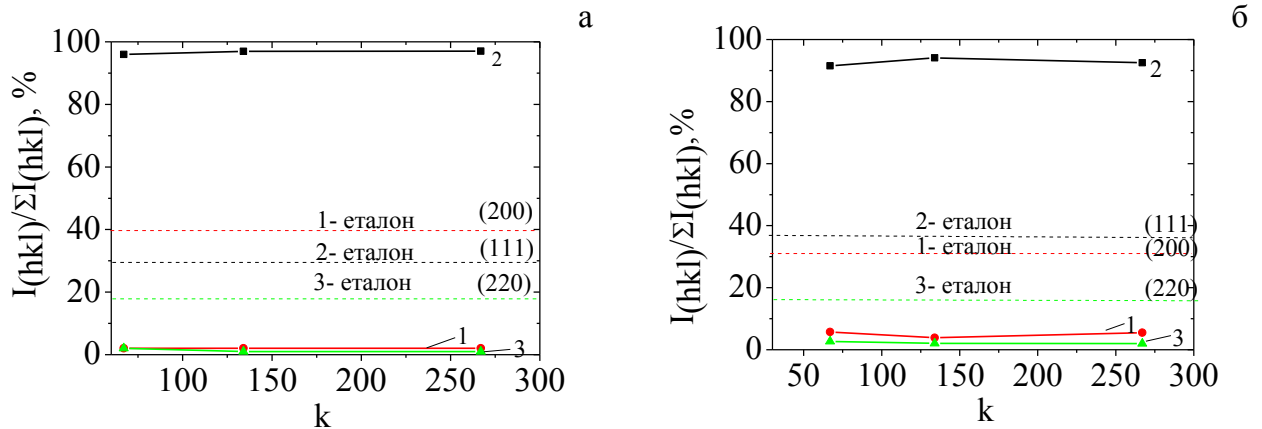 а
I(hkl)/ΣI(hkl), %
100
80
60
40
20
0
2
1- еталон
(200)
2- еталон
(111)
3- еталон
(220)
1
3
100
150
200
250
300
k
б
I(hkl)/ΣI(hkl),%
100
80
60
40
20
0
2
2- еталон
(111)
1- еталон
(200)
3- еталон
(220)
1
3
50
100
150
200
250
300
k